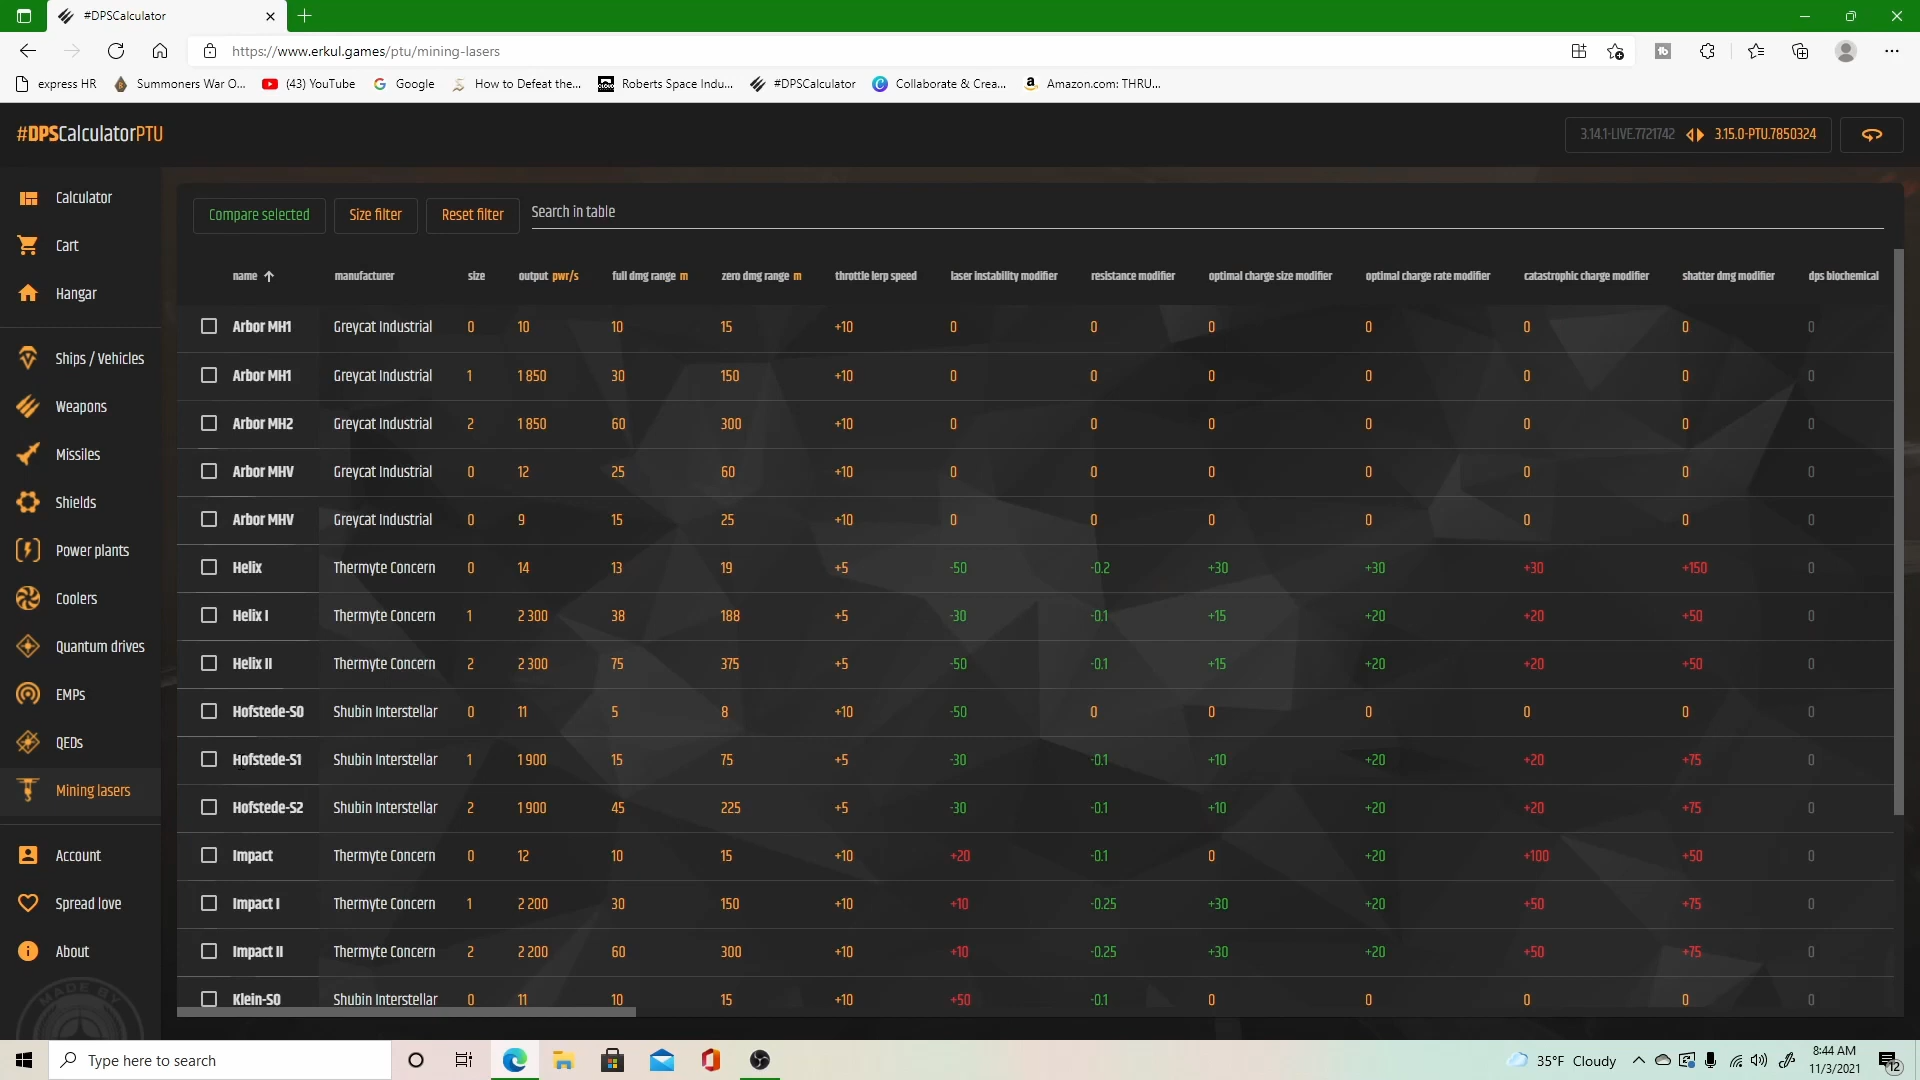 #DPSCalculator
https://www.erkul.games/ptu/mining-lasers
express HR
Summoners War O...
(43) YouTube
Google
How to Defeat the...
Roberts Space Indu...
#DPSCalculator
Collaborate & Crea...
Amazon.com: THRU...
#DPSCalculatorPTU
3.14.1-LIVE.7721742 3.15.0-PTU.7850324
Calculator
Cart
Hangar
Ships / Vehicles
Weapons
Missiles
Shields
Power plants
Coolers
Quantum drives
EMPs
QEDs
Mining lasers
Account
Spread love
About
MADE BY
Compare selected
Size filter
Reset filter
Search in table
name manufacturer size output pwr/s full dmg range m zero dmg range m throttle lerp speed laser instability modifier resistance modifier optimal charge size modifier optimal charge rate modifier catastrophic charge modifier shatter dmg modifier dps biochemical
Arbor MH1 Greycat Industrial 0 10 10 15 +10 0 0 0 0 0 0 0
Arbor MH1 Greycat Industrial 1 1 850 30 150 +10 0 0 0 0 0 0 0
Arbor MH2 Greycat Industrial 2 1 850 60 300 +10 0 0 0 0 0 0 0
Arbor MHV Greycat Industrial 0 12 25 60 +10 0 0 0 0 0 0 0
Arbor MHV Greycat Industrial 0 9 15 25 +10 0 0 0 0 0 0 0
Helix Thermyte Concern 0 14 13 19 +5 -50 -0.2 +30 +30 +30 +150 0
Helix I Thermyte Concern 1 2 300 38 188 +5 -30 -0.1 +15 +20 +20 +50 0
Helix II Thermyte Concern 2 2 300 75 375 +5 -50 -0.1 +15 +20 +20 +50 0
Hofstede-S0 Shubin Interstellar 0 11 5 8 +10 -50 0 0 0 0 0 0
Hofstede-S1 Shubin Interstellar 1 1 900 15 75 +5 -30 -0.1 +10 +20 +20 +75 0
Hofstede-S2 Shubin Interstellar 2 1 900 45 225 +5 -30 -0.1 +10 +20 +20 +75 0
Impact Thermyte Concern 0 12 10 15 +10 +20 -0.1 0 +20 +100 +50 0
Impact I Thermyte Concern 1 2 200 30 150 +10 +10 -0.25 +30 +20 +50 +75 0
Impact II Thermyte Concern 2 2 200 60 300 +10 +10 -0.25 +30 +20 +50 +75 0
Klein-S0 Shubin Interstellar 0 11 10 15 +10 +50 -0.1 0 0 0 0 0
Type here to search
35°F Cloudy
8:44 AM
11/3/2021
12